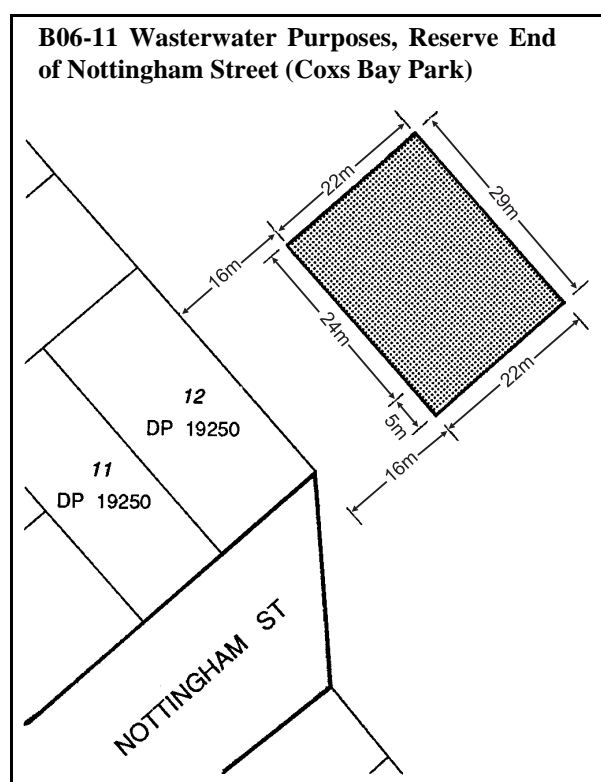 B06-11 Wasterwater Purposes, Reserve End
of Nottingham Street (Coxs Bay Park)
22m
29m
16m
24m
22m
5m
16m
12
DP 19250
11
DP 19250
NOTTINGHAM ST